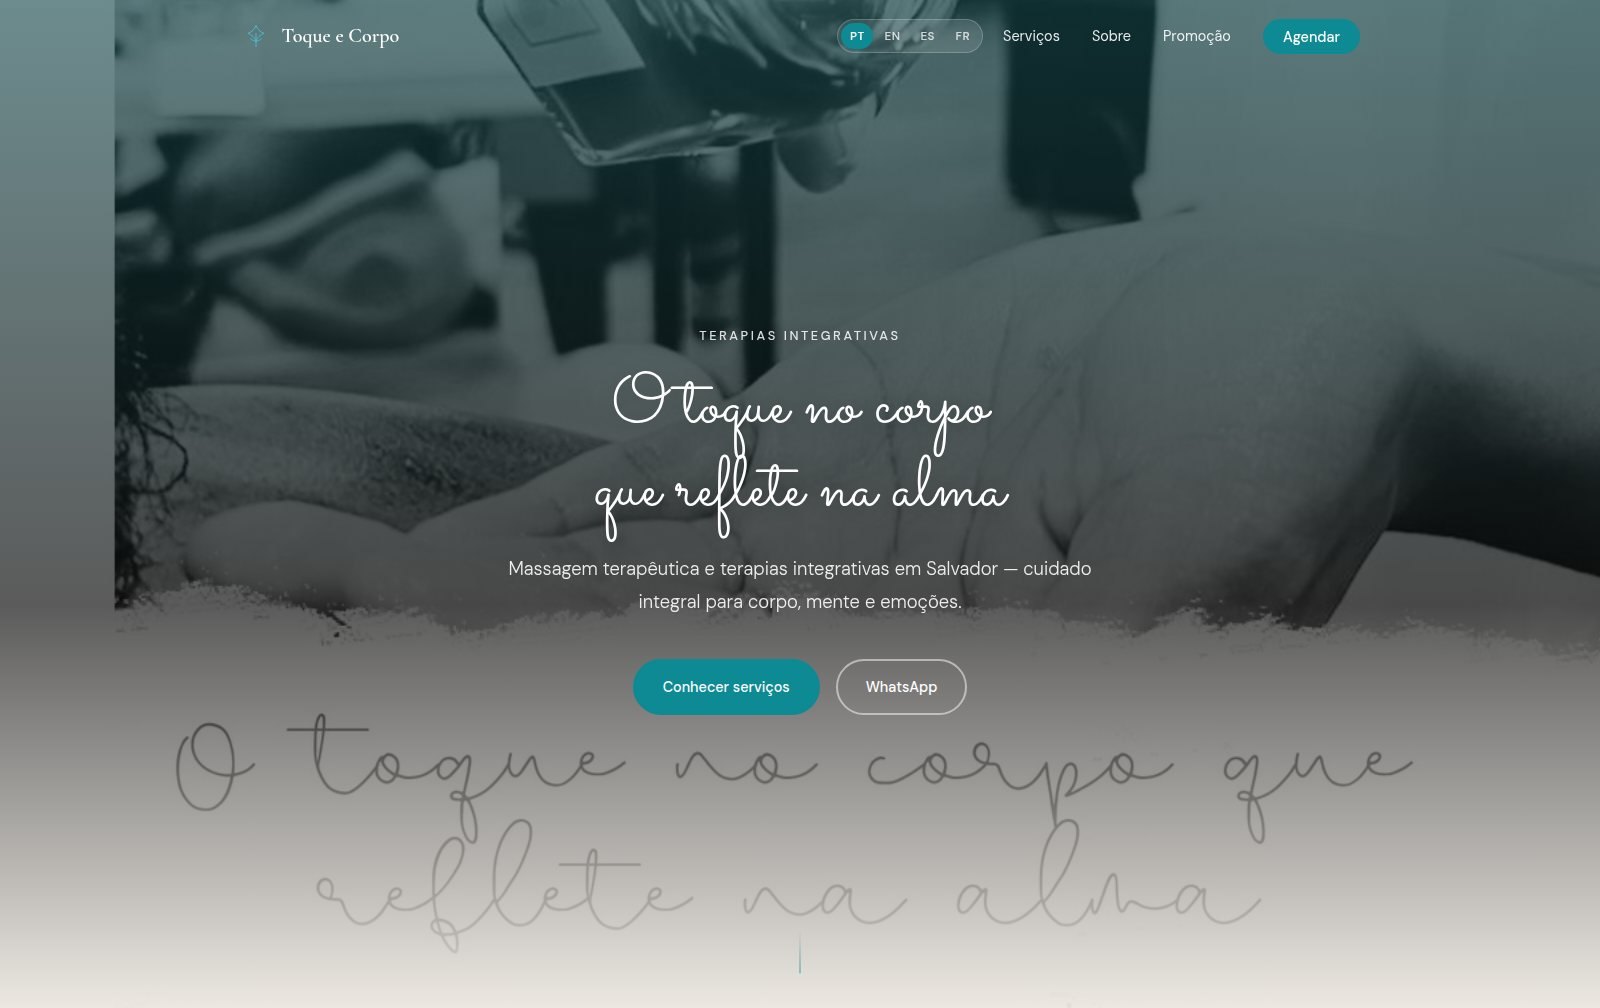 Toque e Corpo
PT EN ES FR Serviços Sobre Promoção Agendar
TERAPIAS INTEGRATIVAS
O toque no corpo
que reflete na alma
Massagem terapêutica e terapias integrativas em Salvador — cuidado
integral para corpo, mente e emoções.
Conhecer serviços WhatsApp
O toque no corpo que
reflete na alma